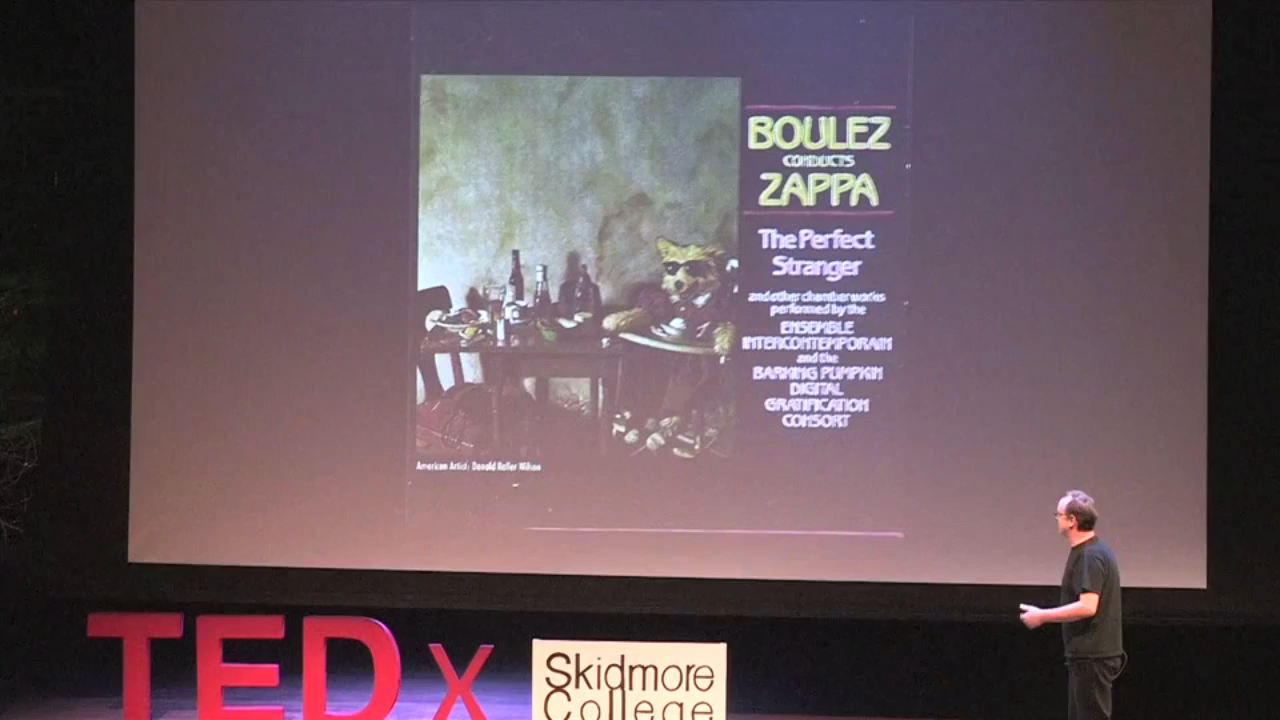 BOULEZ
CONDUCTS
ZAPPA
The Perfect
Stranger
and other chamber works
performed by the
ENSEMBLE
INTERCONTEMPORAIN
and the
BARKING PUMPKIN
DIGITAL
GRATIFICATION
CONSORT
American Artist: Donald Roller Wilson
TEDx
Skidmore
College